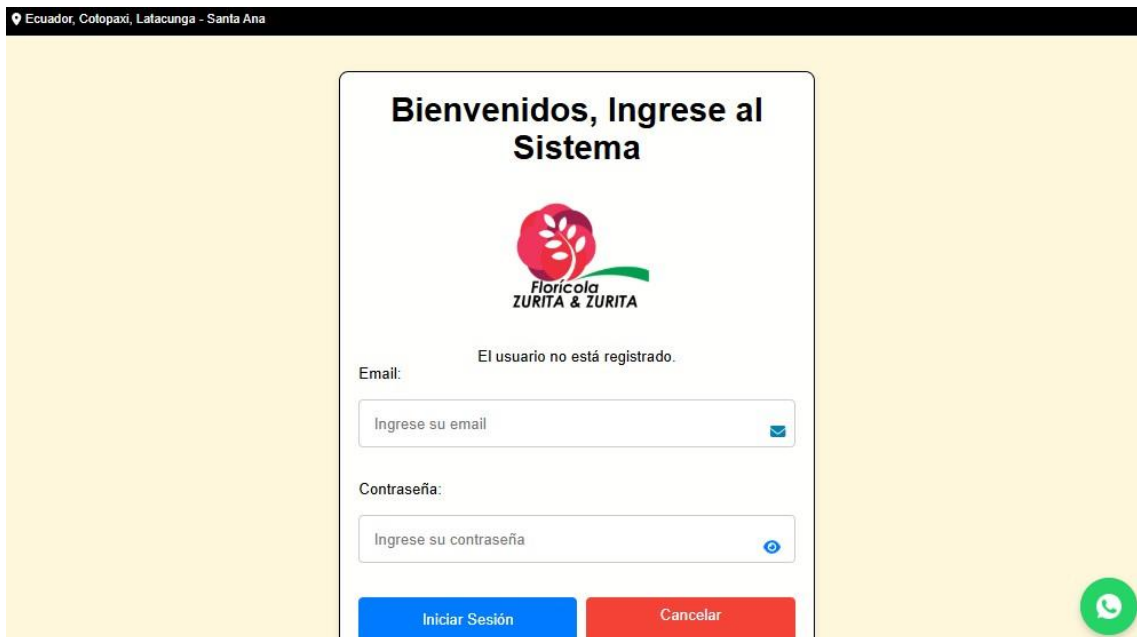 Ecuador, Cotopaxi, Latacunga - Santa Ana
Bienvenidos, Ingrese al
Sistema
Florícola
ZURITA & ZURITA
El usuario no está registrado.
Email:
Ingrese su email
Contraseña:
Ingrese su contraseña
Iniciar Sesión
Cancelar